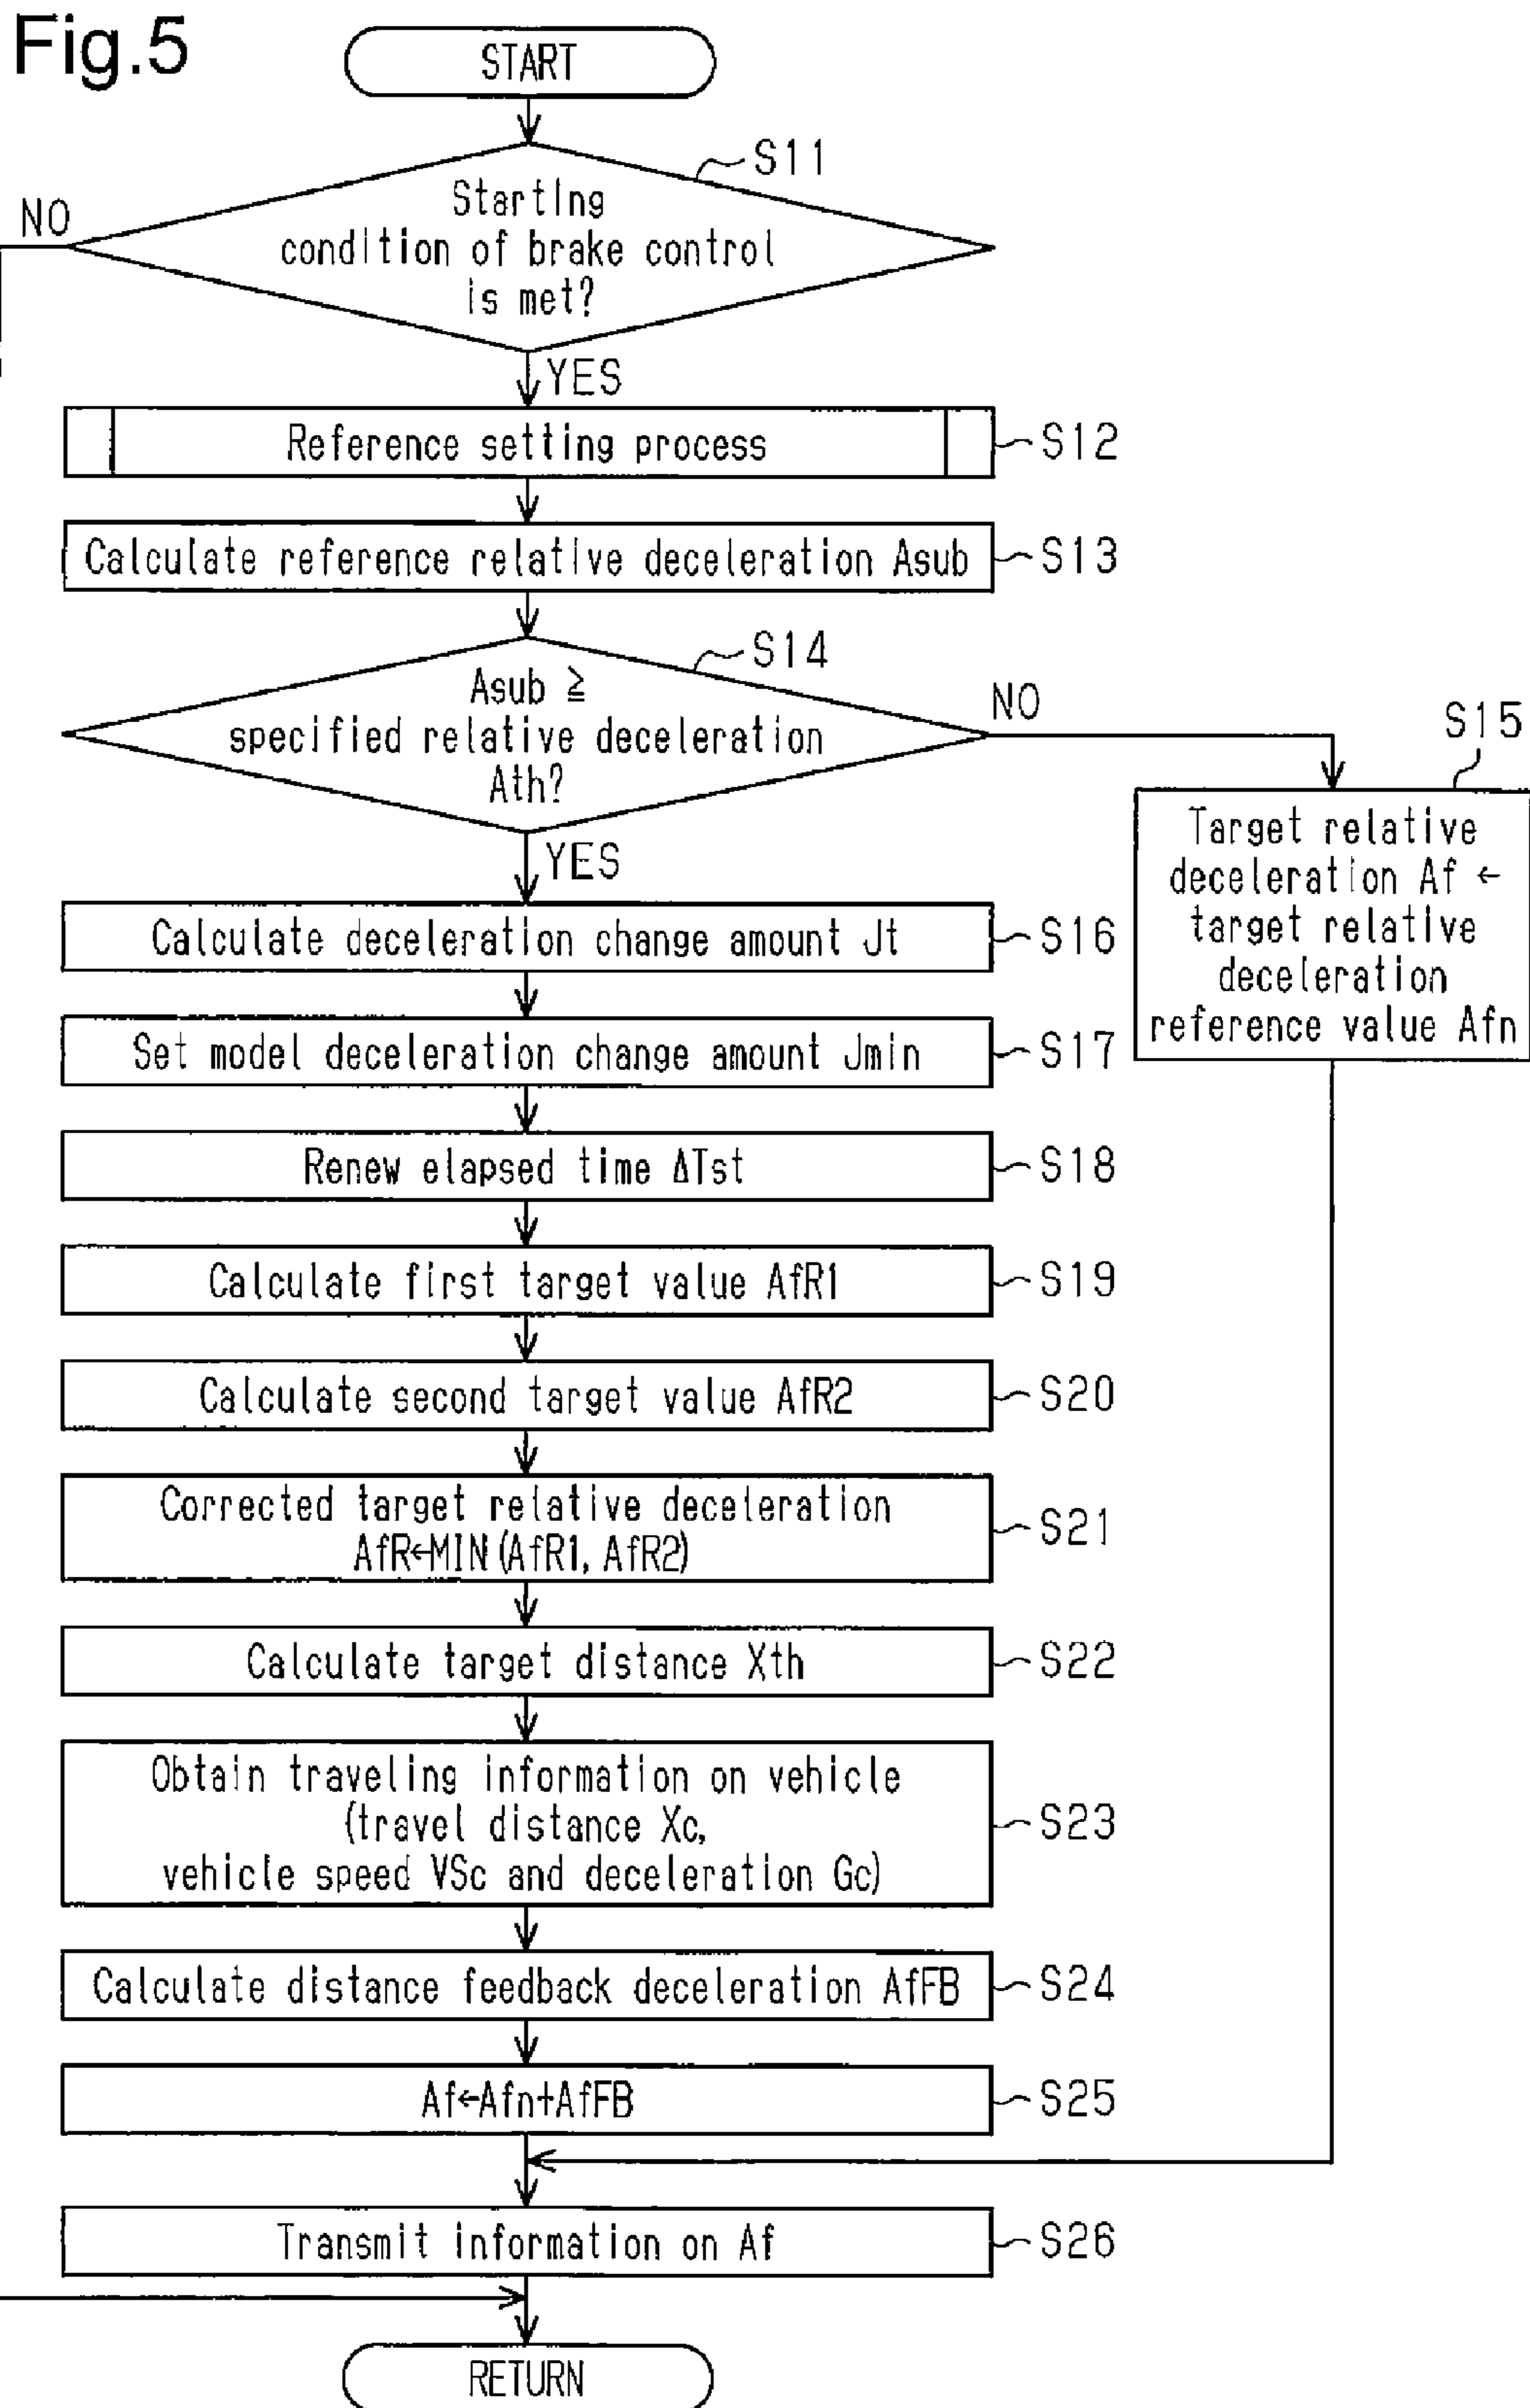 Fig.5
START
S11
NO
Starting
condition of brake control
is met?
YES
Reference setting process
S12
Calculate reference relative deceleration Asub
S13
S14
Asub ≧
specified relative deceleration
Ath?
NO
S15
YES
Target relative
deceleration Af ←
target relative
deceleration
reference value Afn
Calculate deceleration change amount Jt
S16
Set model deceleration change amount Jmin
S17
Renew elapsed time ΔTst
S18
Calculate first target value AfR1
S19
Calculate second target value AfR2
S20
Corrected target relative deceleration
AfR←MIN(AfR1, AfR2)
S21
Calculate target distance Xth
S22
Obtain traveling information on vehicle
(travel distance Xc,
vehicle speed VSc and deceleration Gc)
S23
Calculate distance feedback deceleration AfFB
S24
Af←Afn+AfFB
S25
Transmit information on Af
S26
RETURN